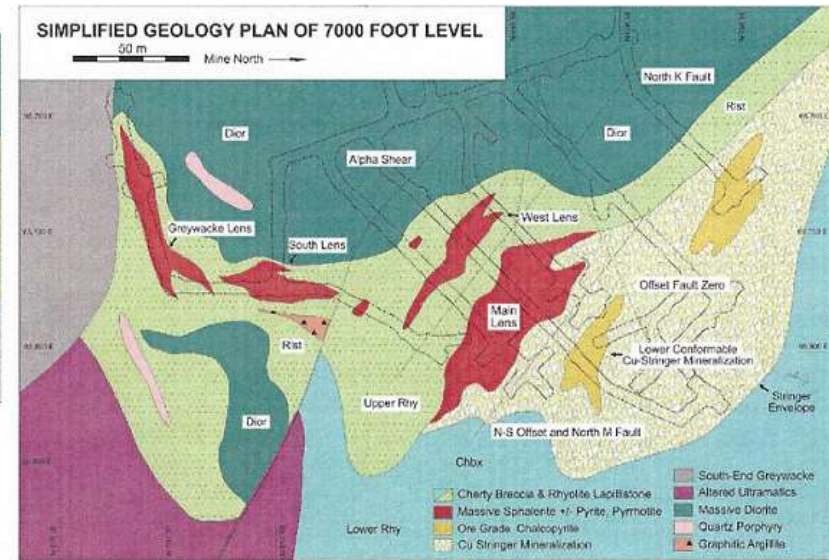 SIMPLIFIED GEOLOGY PLAN OF 7000 FOOT LEVEL
50 m
Mine North
North K Fault
Rist
Dior
Dior
Alpha Shear
West Lens
Greywacke Lens
South Lens
Offset Fault Zero
Main
Lens
Rist
Lower Conformable
Cu-Stringer Mineralization
Stringer
Envelope
Upper Rhy
Dior
N-S Offset and North M Fault
Chbx
Lower Rhy
Cherty Breccia & Rhyolite Lapillistone
Massive Sphalerite +/- Pyrite, Pyrrhotite
Ore Grade Chalcopyrite
Cu Stringer Mineralization
South-End Greywacke
Altered Ultramafics
Massive Diorite
Quartz Porphyry
Graphitic Argillite